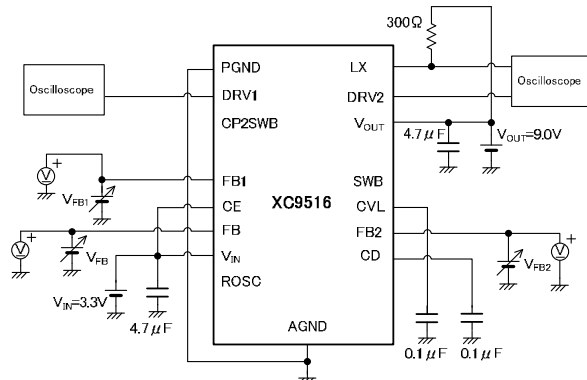 300Ω
Oscilloscope
Oscilloscope
PGND
DRV1
CP2SWB
FB1
CE
FB
VIN
ROSC
XC9516
AGND
LX
DRV2
VOUT
SWB
CVL
FB2
CD
4.7μF
VOUT=9.0V
V
+
VFB1
V
+
VFB
VIN=3.3V
4.7μF
V
+
VFB2
0.1μF
0.1μF